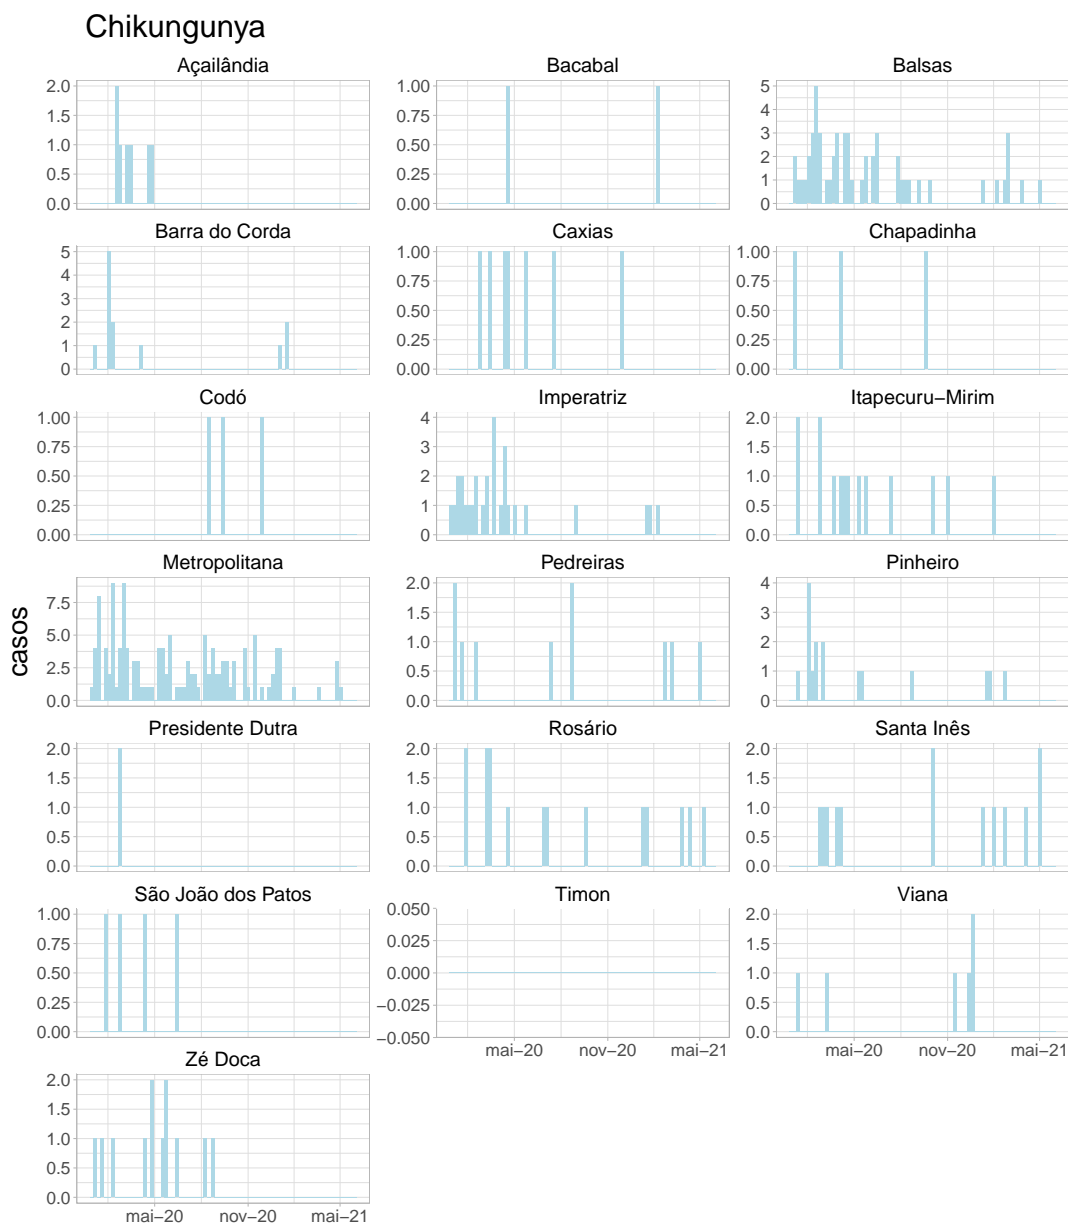 Chikungunya
Açailândia Bacabal Balsas
2.0 1.00 5
1.5 0.75 4
1.0 0.50 3
0.5 0.25 2
0.0 0.00 1
0
Barra do Corda Caxias Chapadinha
5 1.00 1.00
4 0.75 0.75
3 0.50 0.50
2 0.25 0.25
1 0.00 0.00
0
Codó Imperatriz Itapecuru−Mirim
1.00 4 2.0
0.75 3 1.5
0.50 2 1.0
0.25 1 0.5
0.00 0 0.0
Metropolitana Pedreiras Pinheiro
7.5 2.0 4
5.0 1.5 3
2.5 1.0 2
0.0 0.5 1
0.0 0
casos
Presidente Dutra Rosário Santa Inês
2.0 2.0 2.0
1.5 1.5 1.5
1.0 1.0 1.0
0.5 0.5 0.5
0.0 0.0 0.0
São João dos Patos Timon Viana
1.00 0.050 2.0
0.75 0.025 1.5
0.50 0.000 1.0
0.25 −0.025 0.5
0.00 −0.050 0.0
mai−20 nov−20 mai−21 mai−20 nov−20 mai−21
Zé Doca
2.0
1.5
1.0
0.5
0.0
mai−20 nov−20 mai−21